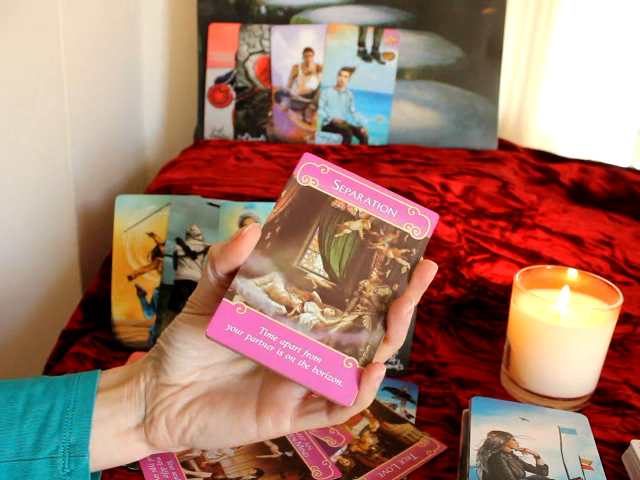 SEPARATION
Time apart from
your partner is on the horizon.
TRUE LOVE